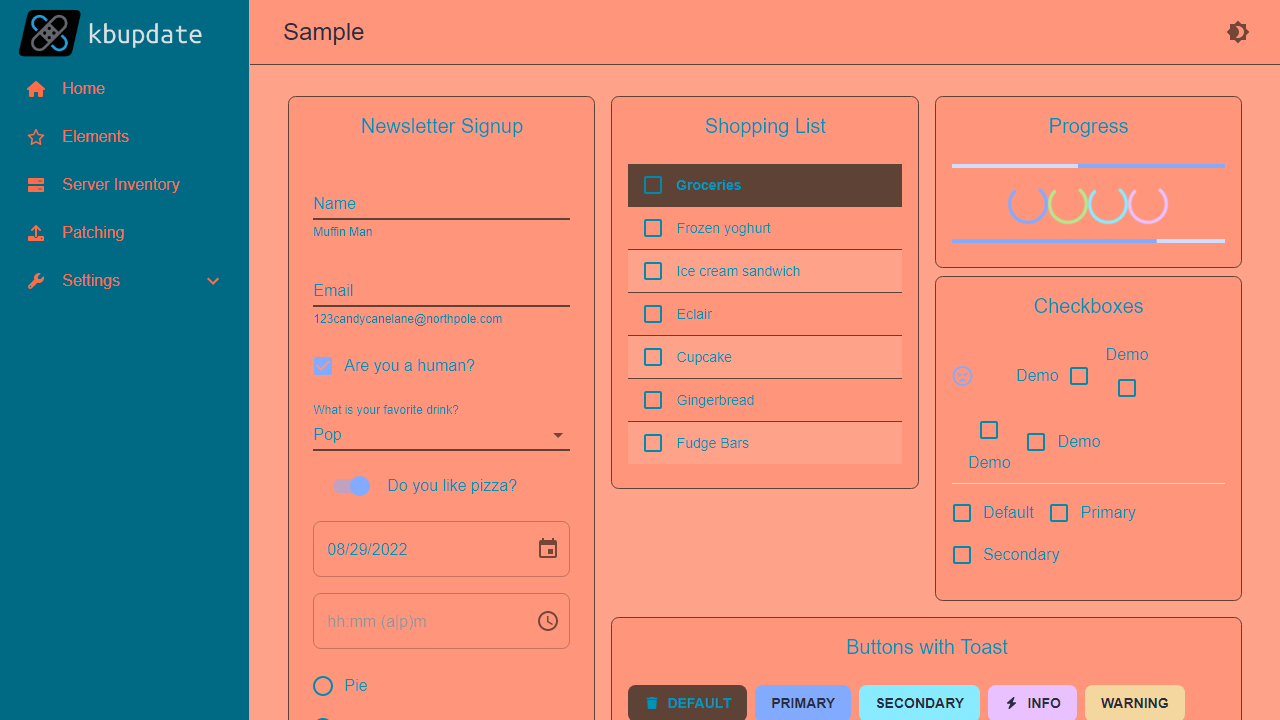 kbupdate
Home
Elements
Server Inventory
Patching
Settings
Sample
Newsletter Signup
Name
Muffin Man
Email
123candycanelane@northpole.com
Are you a human?
What is your favorite drink?
Pop
Do you like pizza?
08/29/2022
hh:mm (a|p)m
Pie
Shopping List
Groceries
Frozen yoghurt
Ice cream sandwich
Eclair
Cupcake
Gingerbread
Fudge Bars
Progress
Checkboxes
Demo
Demo
Demo
Demo
Default Primary
Secondary
Buttons with Toast
DEFAULT PRIMARY SECONDARY INFO WARNING